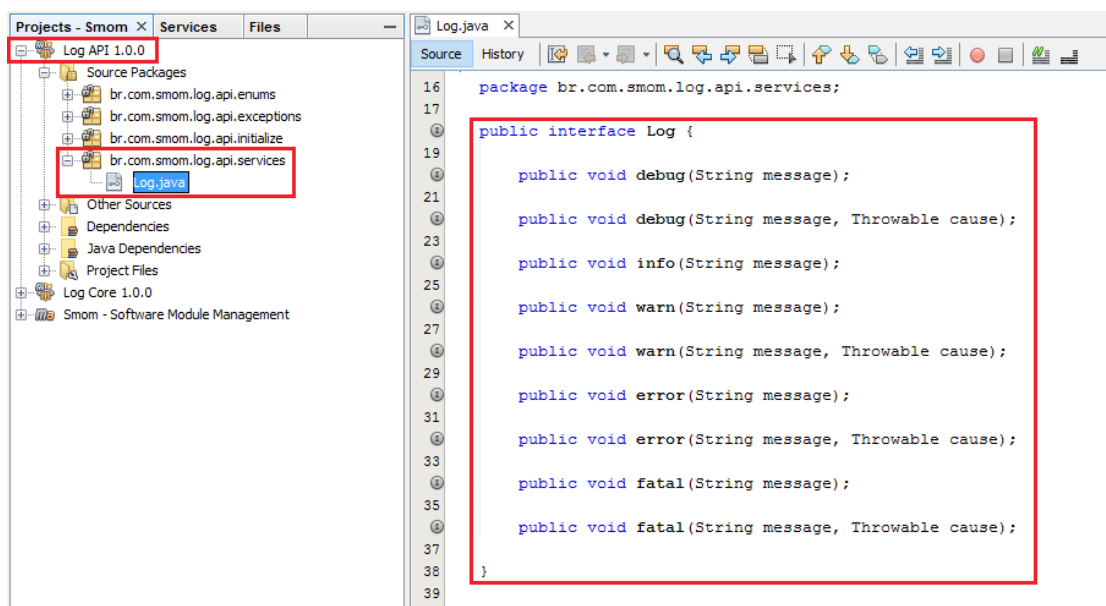 Projects - Smom × Services Files
Log API 1.0.0
Source Packages
br.com.smom.log.api.enums
br.com.smom.log.api.exceptions
br.com.smom.log.api.initialize
br.com.smom.log.api.services
Log.java
Other Sources
Dependencies
Java Dependencies
Project Files
Log Core 1.0.0
Smom - Software Module Management
Log.java ×
Source History
16 package br.com.smom.log.api.services;
17
public interface Log {
19
public void debug(String message);
21
public void debug(String message, Throwable cause);
23
public void info(String message);
25
public void warn(String message);
27
public void warn(String message, Throwable cause);
29
public void error(String message);
31
public void error(String message, Throwable cause);
33
public void fatal(String message);
35
public void fatal(String message, Throwable cause);
37
38 }
39